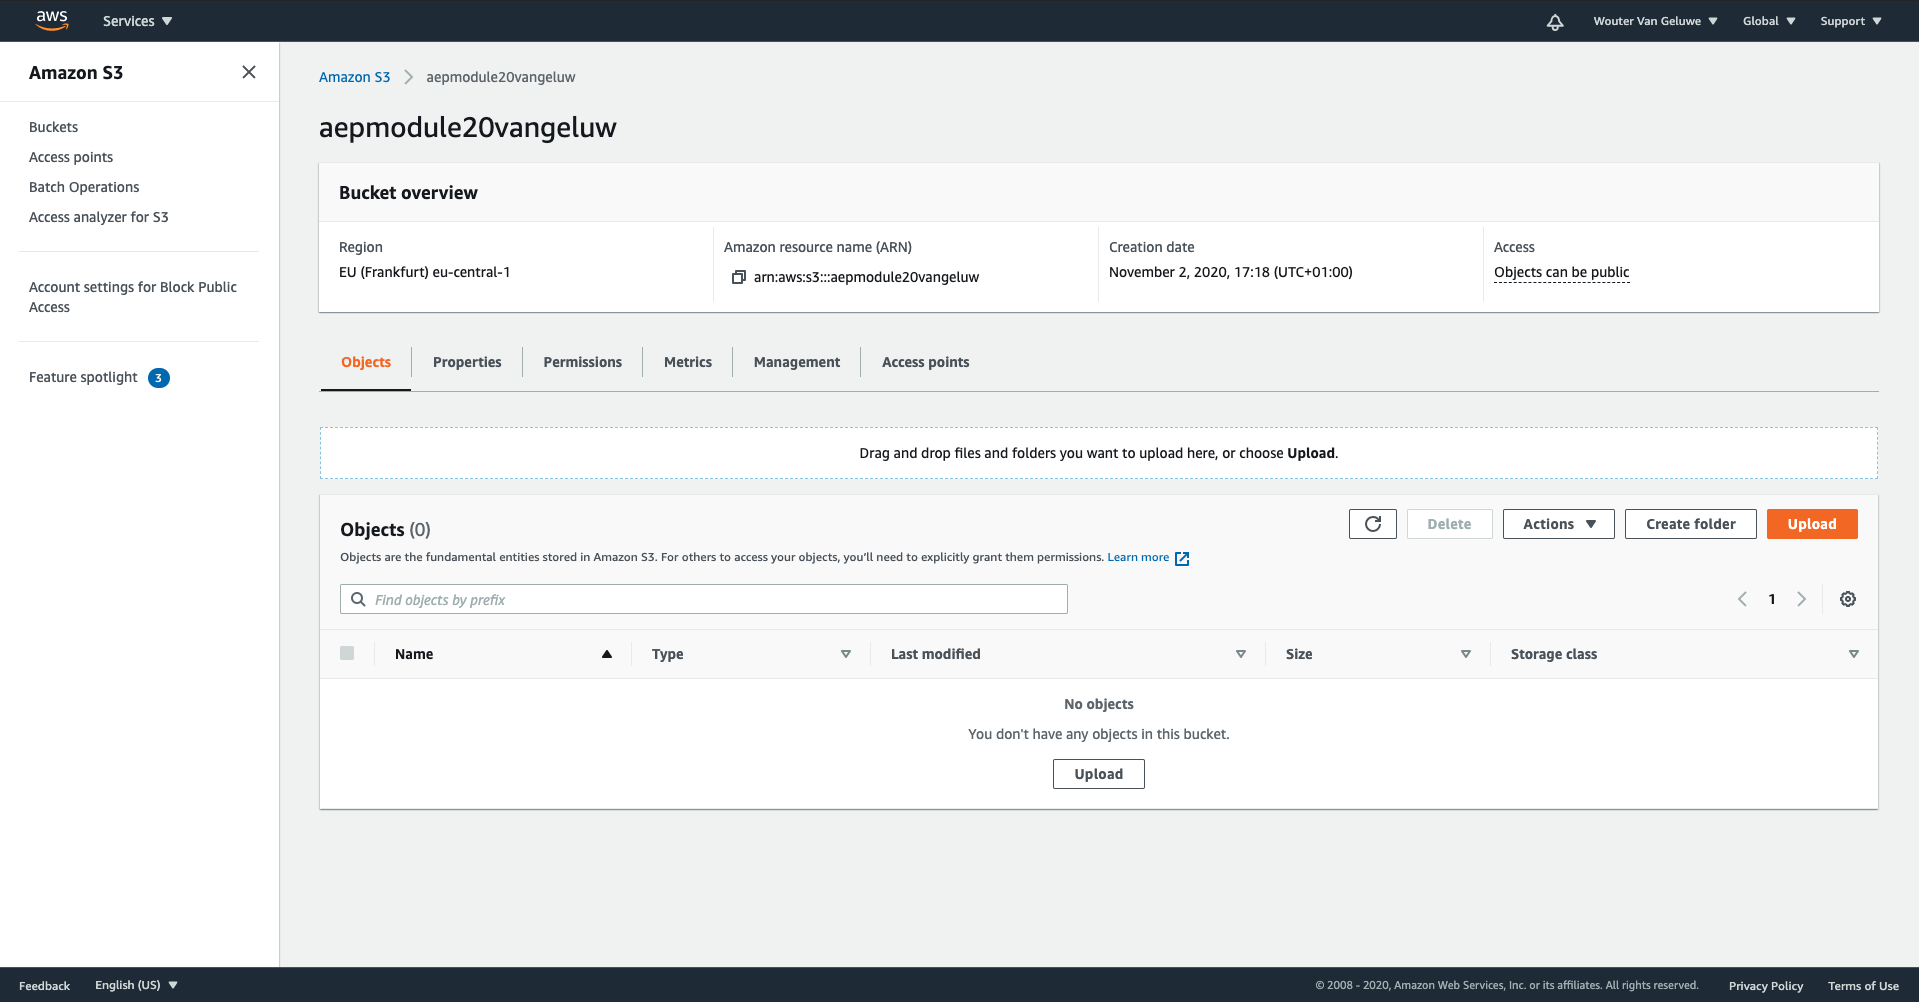 aws
Services
Wouter Van Geluwe
Global
Support
Amazon S3
Buckets
Access points
Batch Operations
Access analyzer for S3
Account settings for Block Public
Access
Feature spotlight 3
Amazon S3 aepmodule20vangeluw
aepmodule20vangeluw
Bucket overview
Region
EU (Frankfurt) eu-central-1
Amazon resource name (ARN)
arn:aws:s3:::aepmodule20vangeluw
Creation date
November 2, 2020, 17:18 (UTC+01:00)
Access
Objects can be public
Objects Properties Permissions Metrics Management Access points
Drag and drop files and folders you want to upload here, or choose Upload.
Objects (0)
Delete Actions Create folder Upload
Objects are the fundamental entities stored in Amazon S3. For others to access your objects, you'll need to explicitly grant them permissions. Learn more
Find objects by prefix
1
Name Type Last modified Size Storage class
No objects
You don't have any objects in this bucket.
Upload
Feedback English (US)
© 2008 - 2020, Amazon Web Services, Inc. or its affiliates. All rights reserved. Privacy Policy Terms of Use